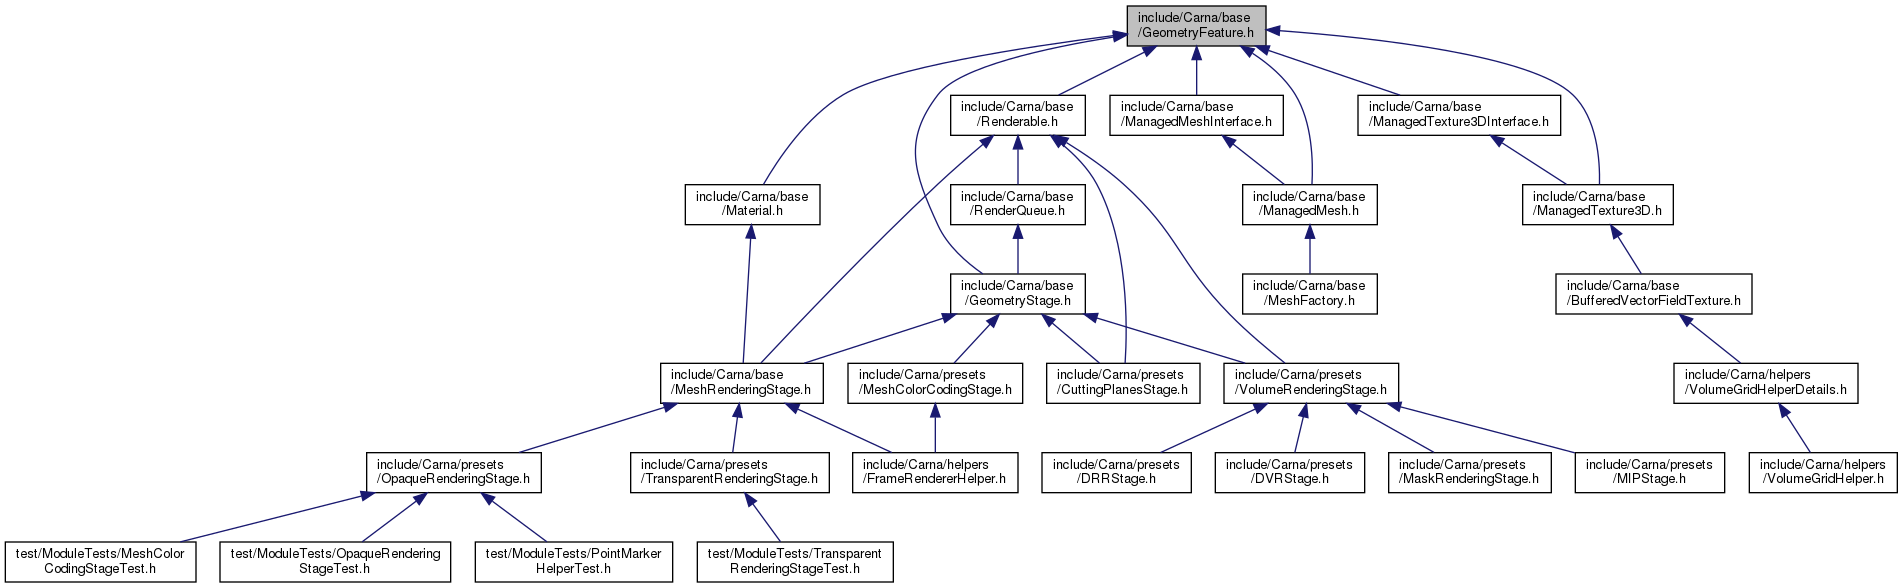 include/Carna/base
/GeometryFeature.h
include/Carna/base
/Renderable.h
include/Carna/base
/ManagedMeshInterface.h
include/Carna/base
/ManagedTexture3DInterface.h
include/Carna/base
/Material.h
include/Carna/base
/RenderQueue.h
include/Carna/base
/ManagedMesh.h
include/Carna/base
/ManagedTexture3D.h
include/Carna/base
/GeometryStage.h
include/Carna/base
/MeshFactory.h
include/Carna/base
/BufferedVectorFieldTexture.h
include/Carna/base
/MeshRenderingStage.h
include/Carna/presets
/MeshColorCodingStage.h
include/Carna/presets
/CuttingPlanesStage.h
include/Carna/presets
/VolumeRenderingStage.h
include/Carna/helpers
/VolumeGridHelperDetails.h
include/Carna/presets
/OpaqueRenderingStage.h
include/Carna/presets
/TransparentRenderingStage.h
include/Carna/helpers
/FrameRendererHelper.h
include/Carna/presets
/DRRStage.h
include/Carna/presets
/DVRStage.h
include/Carna/presets
/MaskRenderingStage.h
include/Carna/presets
/MIPStage.h
include/Carna/helpers
/VolumeGridHelper.h
test/ModuleTests/MeshColor
CodingStageTest.h
test/ModuleTests/OpaqueRendering
StageTest.h
test/ModuleTests/PointMarker
HelperTest.h
test/ModuleTests/Transparent
RenderingStageTest.h